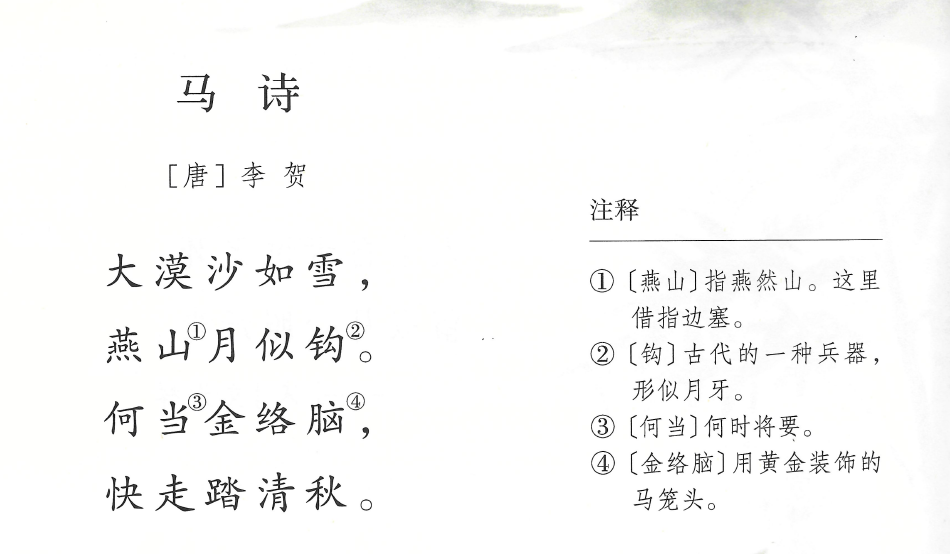 马 诗
［唐］李 贺
大漠沙如雪，
燕山①月似钩②。
何当③金络脑④，
快走踏清秋。
注释
①〔燕山〕指燕然山。这里
借指边塞。
②〔钩〕古代的一种兵器，
形似月牙。
③〔何当〕何时将要。
④〔金络脑〕用黄金装饰的
马笼头。